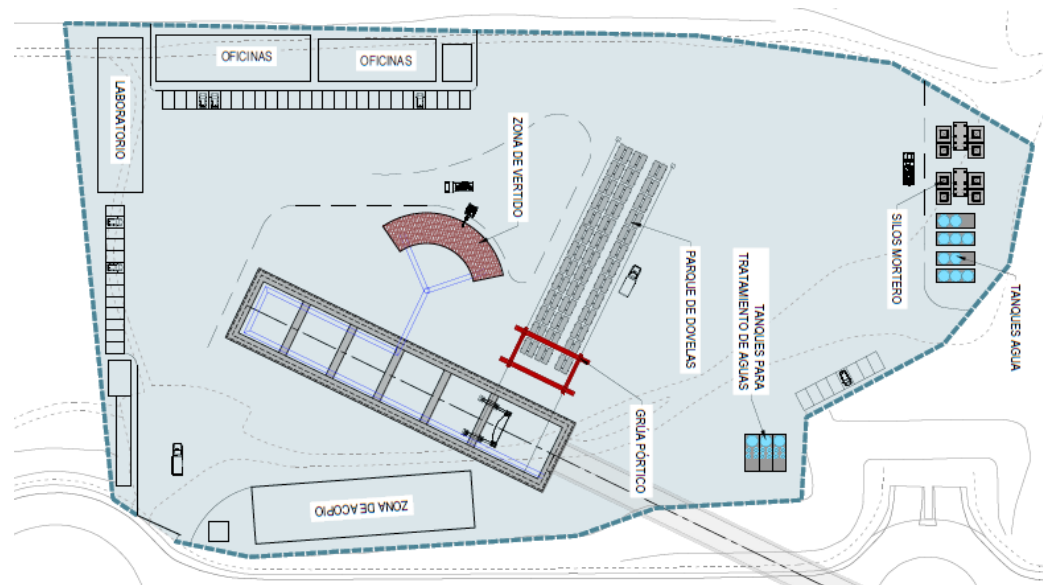 OFICINAS
OFICINAS
LABORATORIO
ZONA DE VERTIDO
PARQUE DE DOVELAS
TANQUES PARA
TRATAMIENTO DE AGUAS
SILOS MORTERO
TANQUES AGUA
GRÚA PÓRTICO
ZONA DE ACOPIO